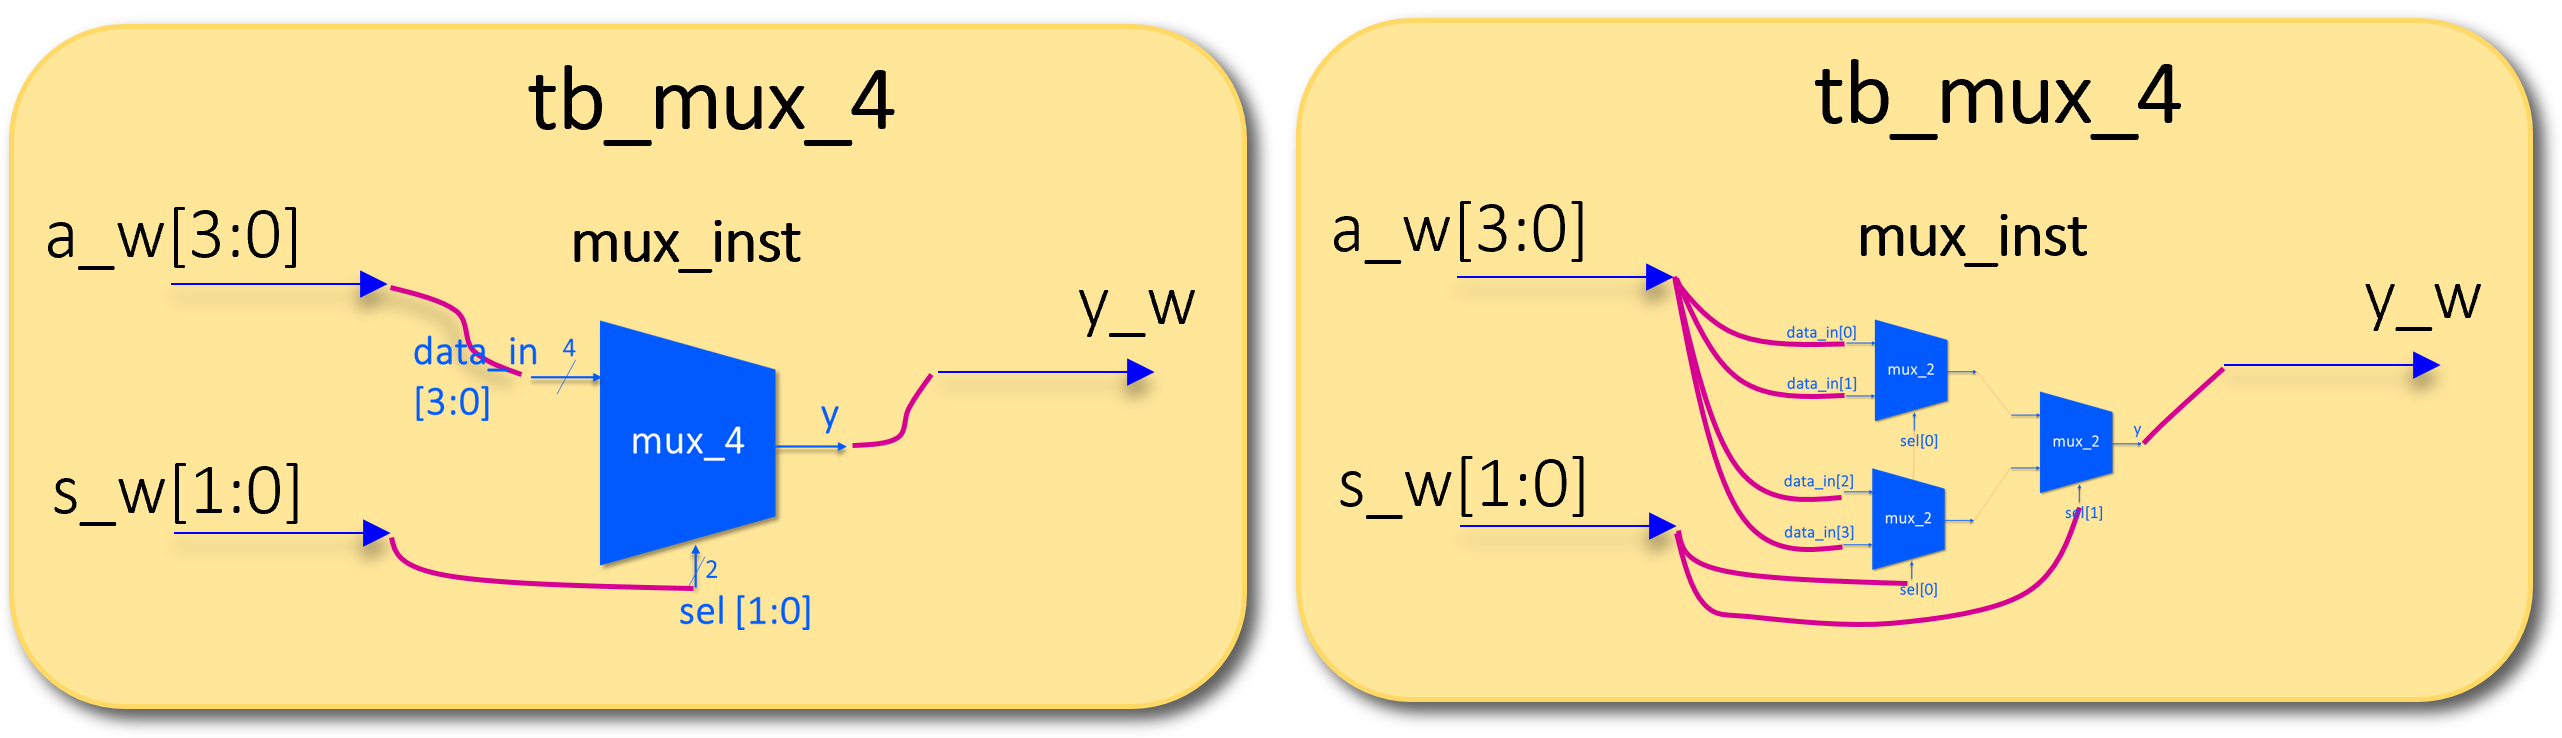 tb_mux_4
a_w[3:0]
mux_inst
y_w
data_in
4
[3:0]
y
mux_4
s_w[1:0]
2
sel [1:0]
tb_mux_4
a_w[3:0]
mux_inst
y_w
data_in[0]
mux_2
data_in[1]
sel[0]
y
mux_2
s_w[1:0]
data_in[2]
mux_2
sel[1]
data_in[3]
sel[0]